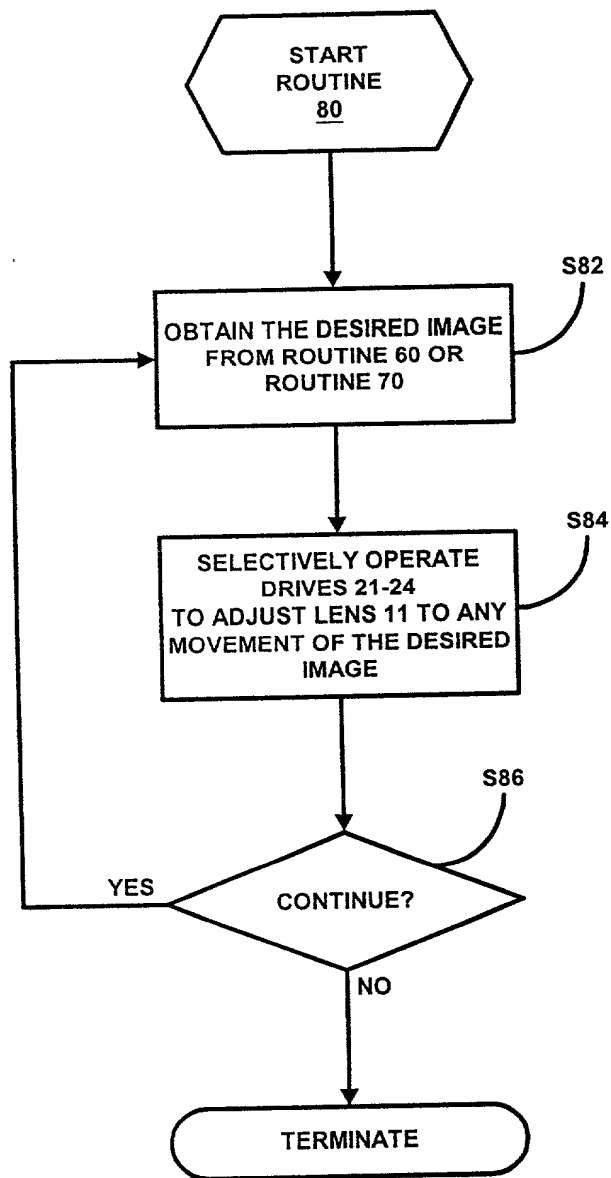 START
ROUTINE
80
S82
OBTAIN THE DESIRED IMAGE
FROM ROUTINE 60 OR
ROUTINE 70
S84
SELECTIVELY OPERATE
DRIVES 21-24
TO ADJUST LENS 11 TO ANY
MOVEMENT OF THE DESIRED
IMAGE
S86
YES
CONTINUE?
NO
TERMINATE